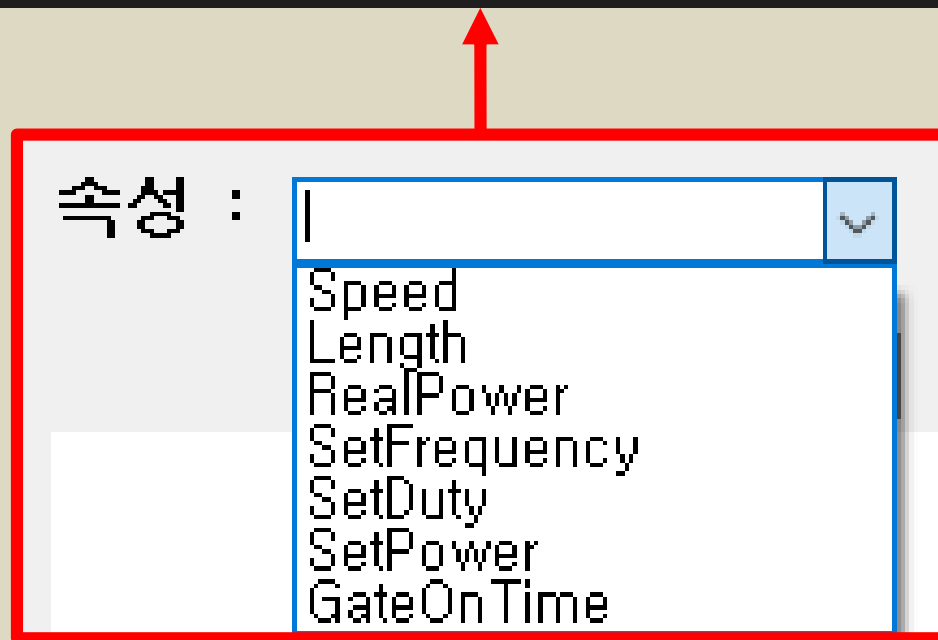 속성 :
Speed
Length
RealPower
SetFrequency
SetDuty
SetPower
GateOnTime